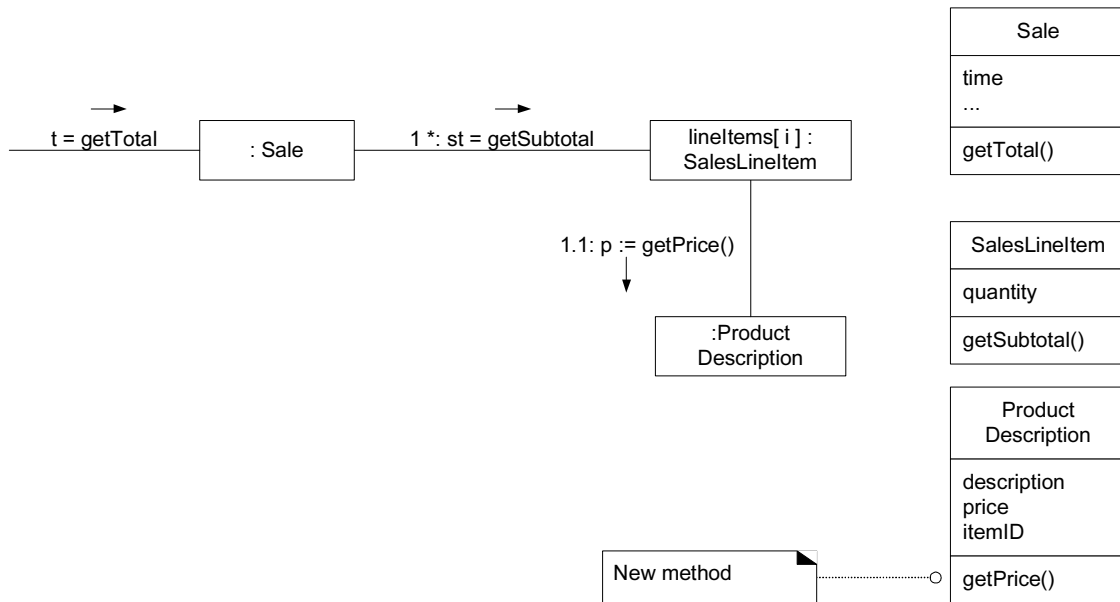 t = getTotal
: Sale
1 *: st = getSubtotal
lineItems[ i ] :
SalesLineItem
1.1: p := getPrice()
:Product
Description
Sale
time
...
getTotal()
SalesLineItem
quantity
getSubtotal()
Product
Description
description
price
itemID
getPrice()
New method